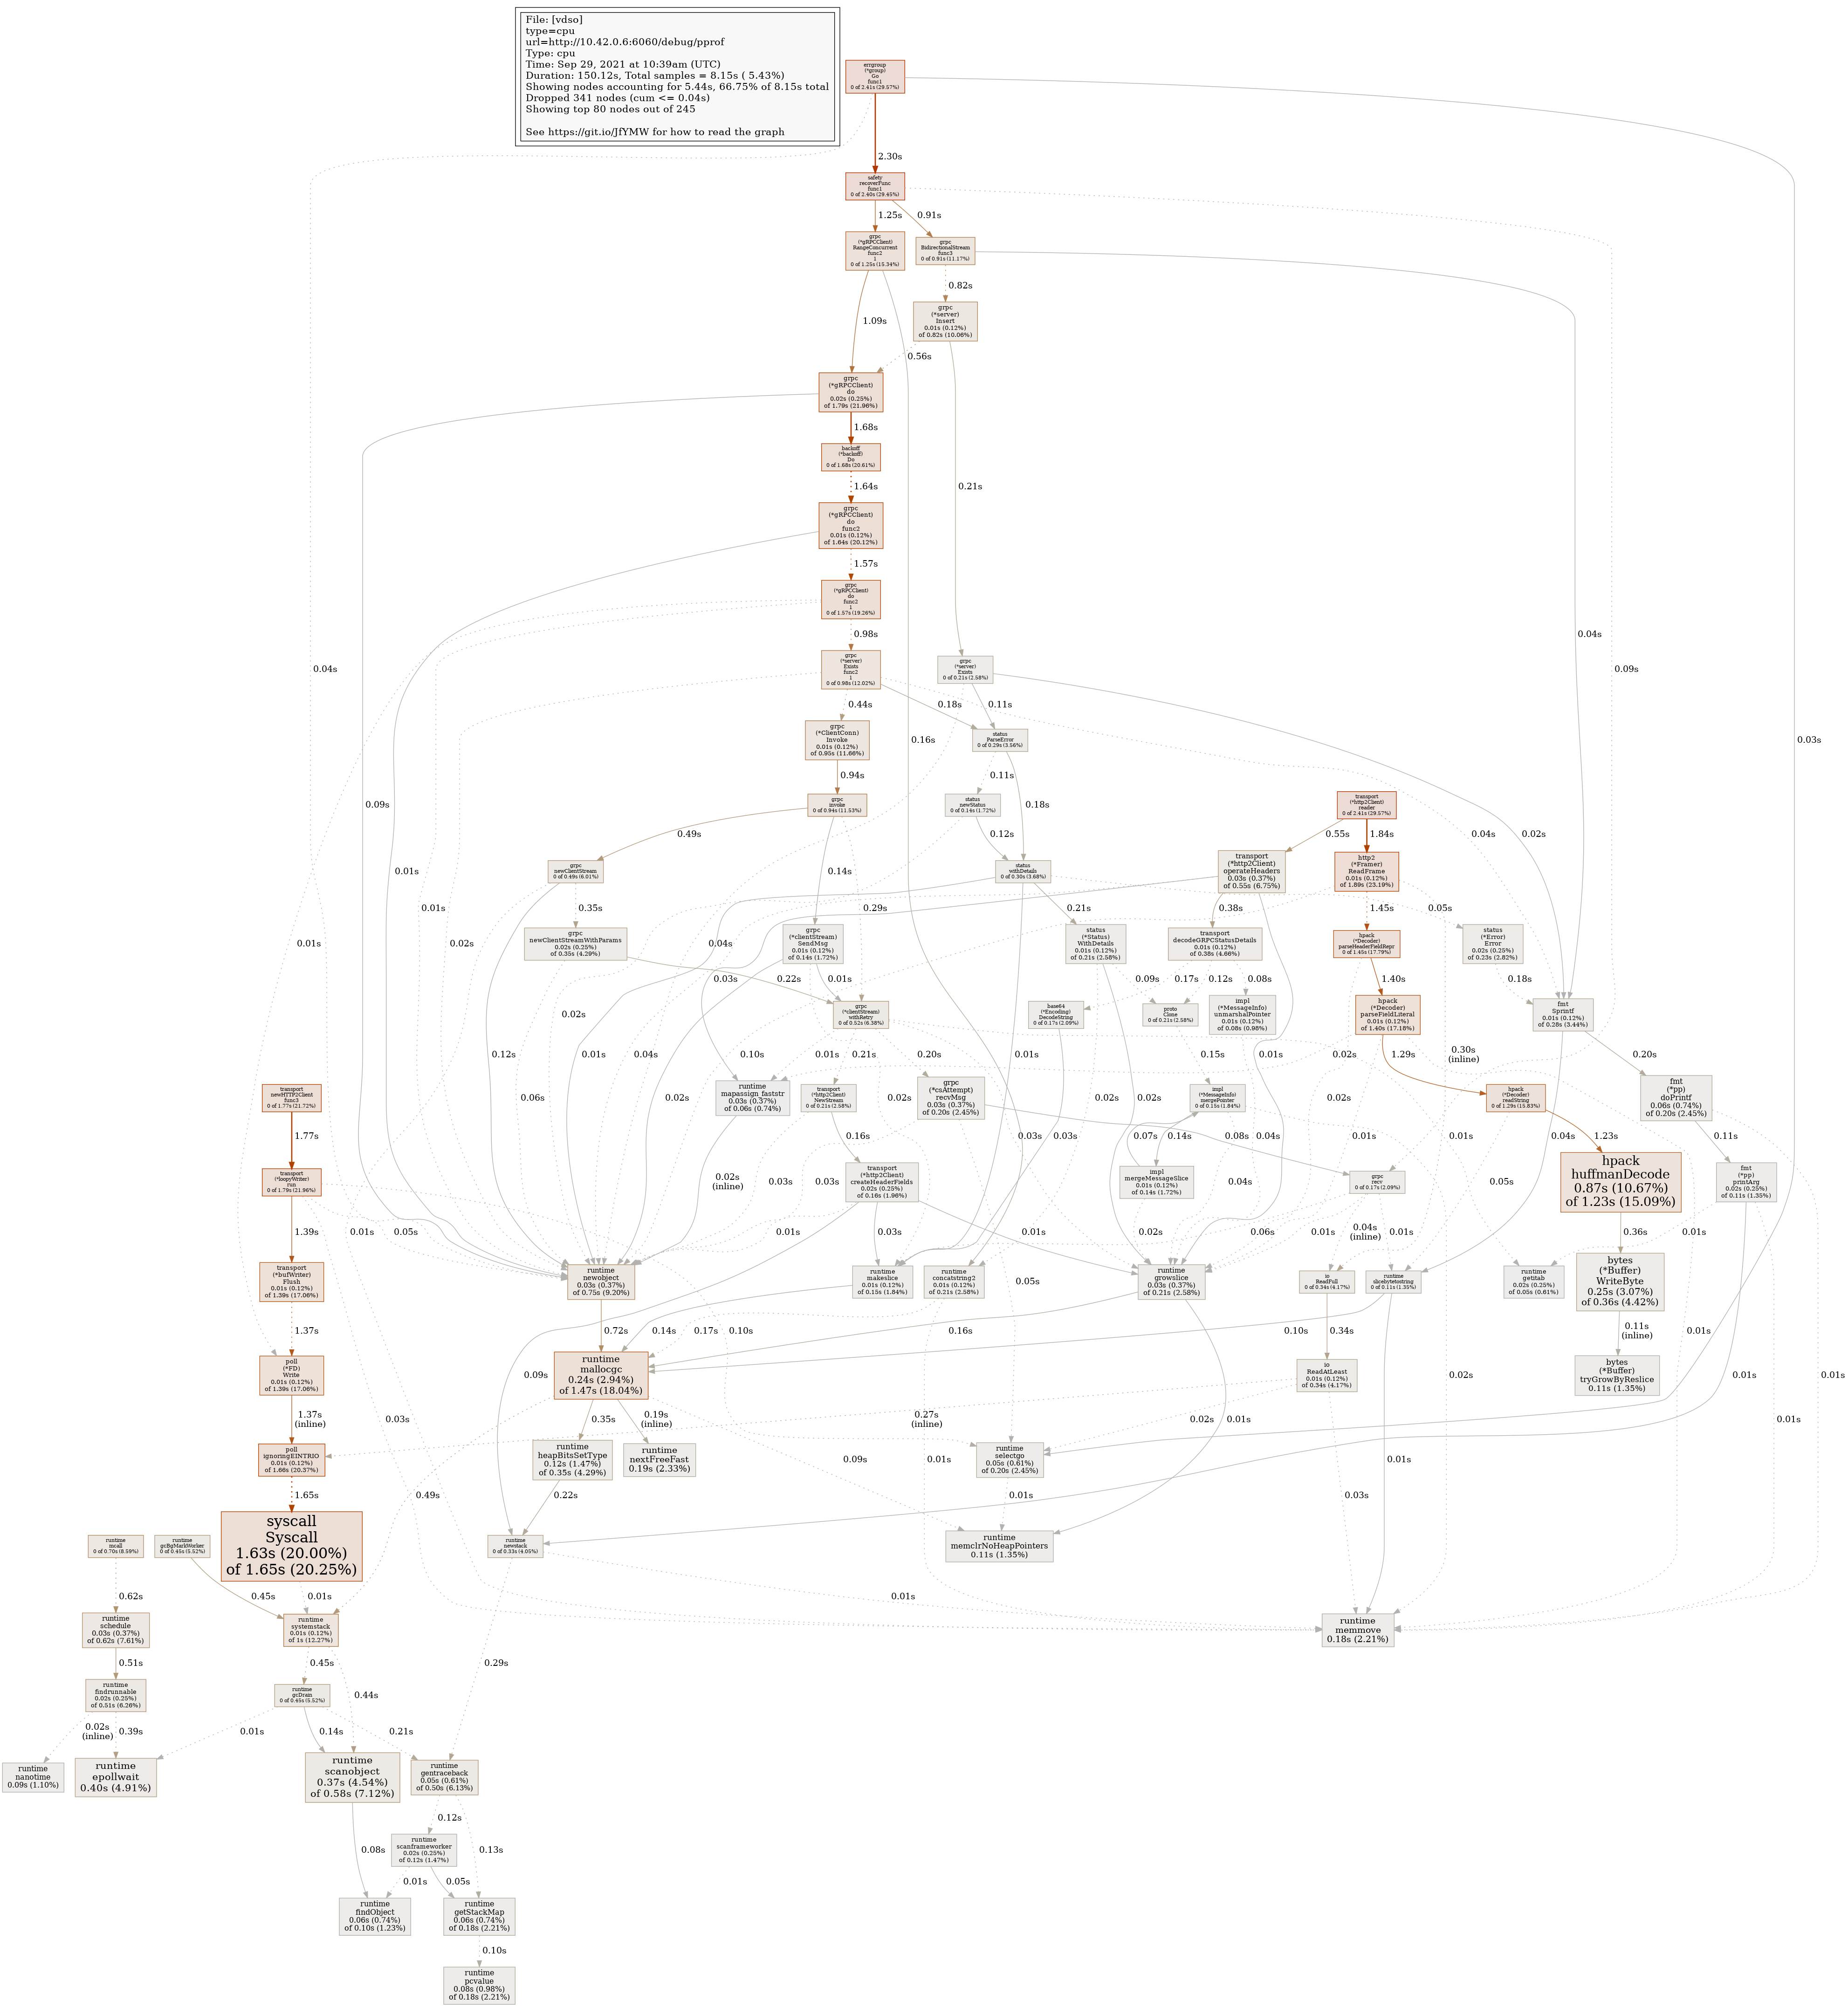 File: [vdso]
type=cpu
url=http://10.42.0.6:6060/debug/pprof
Type: cpu
Time: Sep 29, 2021 at 10:39am (UTC)
Duration: 150.12s, Total samples = 8.15s ( 5.43%)
Showing nodes accounting for 5.44s, 66.75% of 8.15s total
Dropped 341 nodes (cum <= 0.04s)
Showing top 80 nodes out of 245
See https://git.io/JfYMW for how to read the graph
errgroup
(*group)
Go
func1
0 of 2.41s (29.57%)
2.30s
safety
recoverFunc
func1
0 of 2.40s (29.45%)
1.25s
0.91s
grpc
(*gRPCClient)
RangeConcurrent
func2
1
0 of 1.25s (15.34%)
grpc
BidirectionalStream
func3
0 of 0.91s (11.17%)
0.82s
grpc
(*server)
Insert
0.01s (0.12%)
of 0.82s (10.06%)
1.09s
0.56s
grpc
(*gRPCClient)
do
0.02s (0.25%)
of 1.79s (21.96%)
1.68s
backoff
(*backoff)
Do
0 of 1.68s (20.61%)
1.64s
0.21s
grpc
(*gRPCClient)
do
func2
0.01s (0.12%)
of 1.64s (20.12%)
1.57s
grpc
(*gRPCClient)
do
func2
1
0 of 1.57s (19.26%)
0.04s
0.98s
0.04s
0.09s
grpc
(*server)
Exists
func2
1
0 of 0.98s (12.02%)
grpc
(*server)
Exists
0 of 0.21s (2.58%)
0.44s
0.18s
0.11s
grpc
(*ClientConn)
Invoke
0.01s (0.12%)
of 0.95s (11.66%)
status
ParseError
0 of 0.29s (3.56%)
0.16s
0.03s
0.94s
0.11s
grpc
invoke
0 of 0.94s (11.53%)
status
newStatus
0 of 0.14s (1.72%)
transport
(*http2Client)
reader
0 of 2.41s (29.57%)
0.09s
0.18s
0.04s
0.02s
0.49s
0.12s
0.55s
1.84s
grpc
newClientStream
0 of 0.49s (6.01%)
0.14s
status
withDetails
0 of 0.30s (3.68%)
transport
(*http2Client)
operateHeaders
0.03s (0.37%)
of 0.55s (6.75%)
http2
(*Framer)
ReadFrame
0.01s (0.12%)
of 1.89s (23.19%)
0.01s
0.35s
0.29s
0.21s
0.38s
1.45s
0.05s
0.01s
0.01s
0.02s
grpc
newClientStreamWithParams
0.02s (0.25%)
of 0.35s (4.29%)
0.04s
grpc
(*clientStream)
SendMsg
0.01s (0.12%)
of 0.14s (1.72%)
status
(*Status)
WithDetails
0.01s (0.12%)
of 0.21s (2.58%)
transport
decodeGRPCStatusDetails
0.01s (0.12%)
of 0.38s (4.66%)
hpack
(*Decoder)
parseHeaderFieldRepr
0 of 1.45s (17.79%)
status
(*Error)
Error
0.02s (0.25%)
of 0.23s (2.82%)
0.03s
0.22s
0.01s
0.09s
0.17s
0.12s
0.08s
1.40s
0.18s
0.02s
base64
(*Encoding)
DecodeString
0 of 0.17s (2.09%)
grpc
(*clientStream)
withRetry
0 of 0.52s (6.38%)
proto
Clone
0 of 0.21s (2.58%)
impl
(*MessageInfo)
unmarshalPointer
0.01s (0.12%)
of 0.08s (0.98%)
hpack
(*Decoder)
parseFieldLiteral
0.01s (0.12%)
of 1.40s (17.18%)
fmt
Sprintf
0.01s (0.12%)
of 0.28s (3.44%)
0.12s
0.01s
0.04s
0.10s
0.01s
0.21s
0.20s
0.01s
0.15s
0.01s
0.02s
1.29s
0.30s
(inline)
0.20s
transport
newHTTP2Client
func3
0 of 1.77s (21.72%)
runtime
mapassign_faststr
0.03s (0.37%)
of 0.06s (0.74%)
transport
(*http2Client)
NewStream
0 of 0.21s (2.58%)
grpc
(*csAttempt)
recvMsg
0.03s (0.37%)
of 0.20s (2.45%)
impl
(*MessageInfo)
mergePointer
0 of 0.15s (1.84%)
hpack
(*Decoder)
readString
0 of 1.29s (15.83%)
fmt
(*pp)
doPrintf
0.06s (0.74%)
of 0.20s (2.45%)
1.77s
0.06s
0.02s
0.16s
0.02s
0.08s
0.03s
0.03s
0.02s
0.02s
0.07s
0.14s
0.04s
0.02s
0.01s
0.01s
1.23s
0.04s
0.11s
transport
(*loopyWriter)
run
0 of 1.79s (21.96%)
0.02s
(inline)
0.03s
0.03s
transport
(*http2Client)
createHeaderFields
0.02s (0.25%)
of 0.16s (1.96%)
impl
mergeMessageSlice
0.01s (0.12%)
of 0.14s (1.72%)
0.04s
grpc
recv
0 of 0.17s (2.09%)
0.05s
hpack
huffmanDecode
0.87s (10.67%)
of 1.23s (15.09%)
fmt
(*pp)
printArg
0.02s (0.25%)
of 0.11s (1.35%)
1.39s
0.05s
0.01s
0.01s
0.03s
0.01s
0.02s
0.06s
0.01s
0.04s
(inline)
0.01s
0.36s
0.01s
transport
(*bufWriter)
Flush
0.01s (0.12%)
of 1.39s (17.06%)
runtime
newobject
0.03s (0.37%)
of 0.75s (9.20%)
runtime
makeslice
0.01s (0.12%)
of 0.15s (1.84%)
runtime
concatstring2
0.01s (0.12%)
of 0.21s (2.58%)
0.05s
runtime
growslice
0.03s (0.37%)
of 0.21s (2.58%)
io
ReadFull
0 of 0.34s (4.17%)
runtime
slicebytetostring
0 of 0.11s (1.35%)
runtime
getitab
0.02s (0.25%)
of 0.05s (0.61%)
bytes
(*Buffer)
WriteByte
0.25s (3.07%)
of 0.36s (4.42%)
1.37s
0.72s
0.14s
0.17s
0.10s
0.16s
0.34s
0.10s
0.11s
(inline)
0.01s
poll
(*FD)
Write
0.01s (0.12%)
of 1.39s (17.06%)
runtime
mallocgc
0.24s (2.94%)
of 1.47s (18.04%)
0.09s
io
ReadAtLeast
0.01s (0.12%)
of 0.34s (4.17%)
0.02s
bytes
(*Buffer)
tryGrowByReslice
0.11s (1.35%)
0.01s
0.01s
1.37s
(inline)
0.03s
0.35s
0.19s
(inline)
0.27s
(inline)
0.02s
0.01s
0.01s
poll
ignoringEINTRIO
0.01s (0.12%)
of 1.66s (20.37%)
runtime
heapBitsSetType
0.12s (1.47%)
of 0.35s (4.29%)
runtime
nextFreeFast
0.19s (2.33%)
0.09s
0.01s
runtime
selectgo
0.05s (0.61%)
of 0.20s (2.45%)
0.01s
1.65s
0.49s
0.22s
0.01s
0.03s
syscall
Syscall
1.63s (20.00%)
of 1.65s (20.25%)
runtime
mcall
0 of 0.70s (8.59%)
runtime
gcBgMarkWorker
0 of 0.45s (5.52%)
runtime
newstack
0 of 0.33s (4.05%)
runtime
memclrNoHeapPointers
0.11s (1.35%)
0.62s
0.45s
0.01s
0.01s
runtime
schedule
0.03s (0.37%)
of 0.62s (7.61%)
runtime
systemstack
0.01s (0.12%)
of 1s (12.27%)
runtime
memmove
0.18s (2.21%)
0.51s
0.45s
0.44s
0.29s
runtime
findrunnable
0.02s (0.25%)
of 0.51s (6.26%)
runtime
gcDrain
0 of 0.45s (5.52%)
0.02s
(inline)
0.39s
0.01s
0.14s
0.21s
runtime
nanotime
0.09s (1.10%)
runtime
epollwait
0.40s (4.91%)
runtime
scanobject
0.37s (4.54%)
of 0.58s (7.12%)
runtime
gentraceback
0.05s (0.61%)
of 0.50s (6.13%)
0.12s
0.08s
runtime
scanframeworker
0.02s (0.25%)
of 0.12s (1.47%)
0.13s
0.01s
0.05s
runtime
findObject
0.06s (0.74%)
of 0.10s (1.23%)
runtime
getStackMap
0.06s (0.74%)
of 0.18s (2.21%)
0.10s
runtime
pcvalue
0.08s (0.98%)
of 0.18s (2.21%)